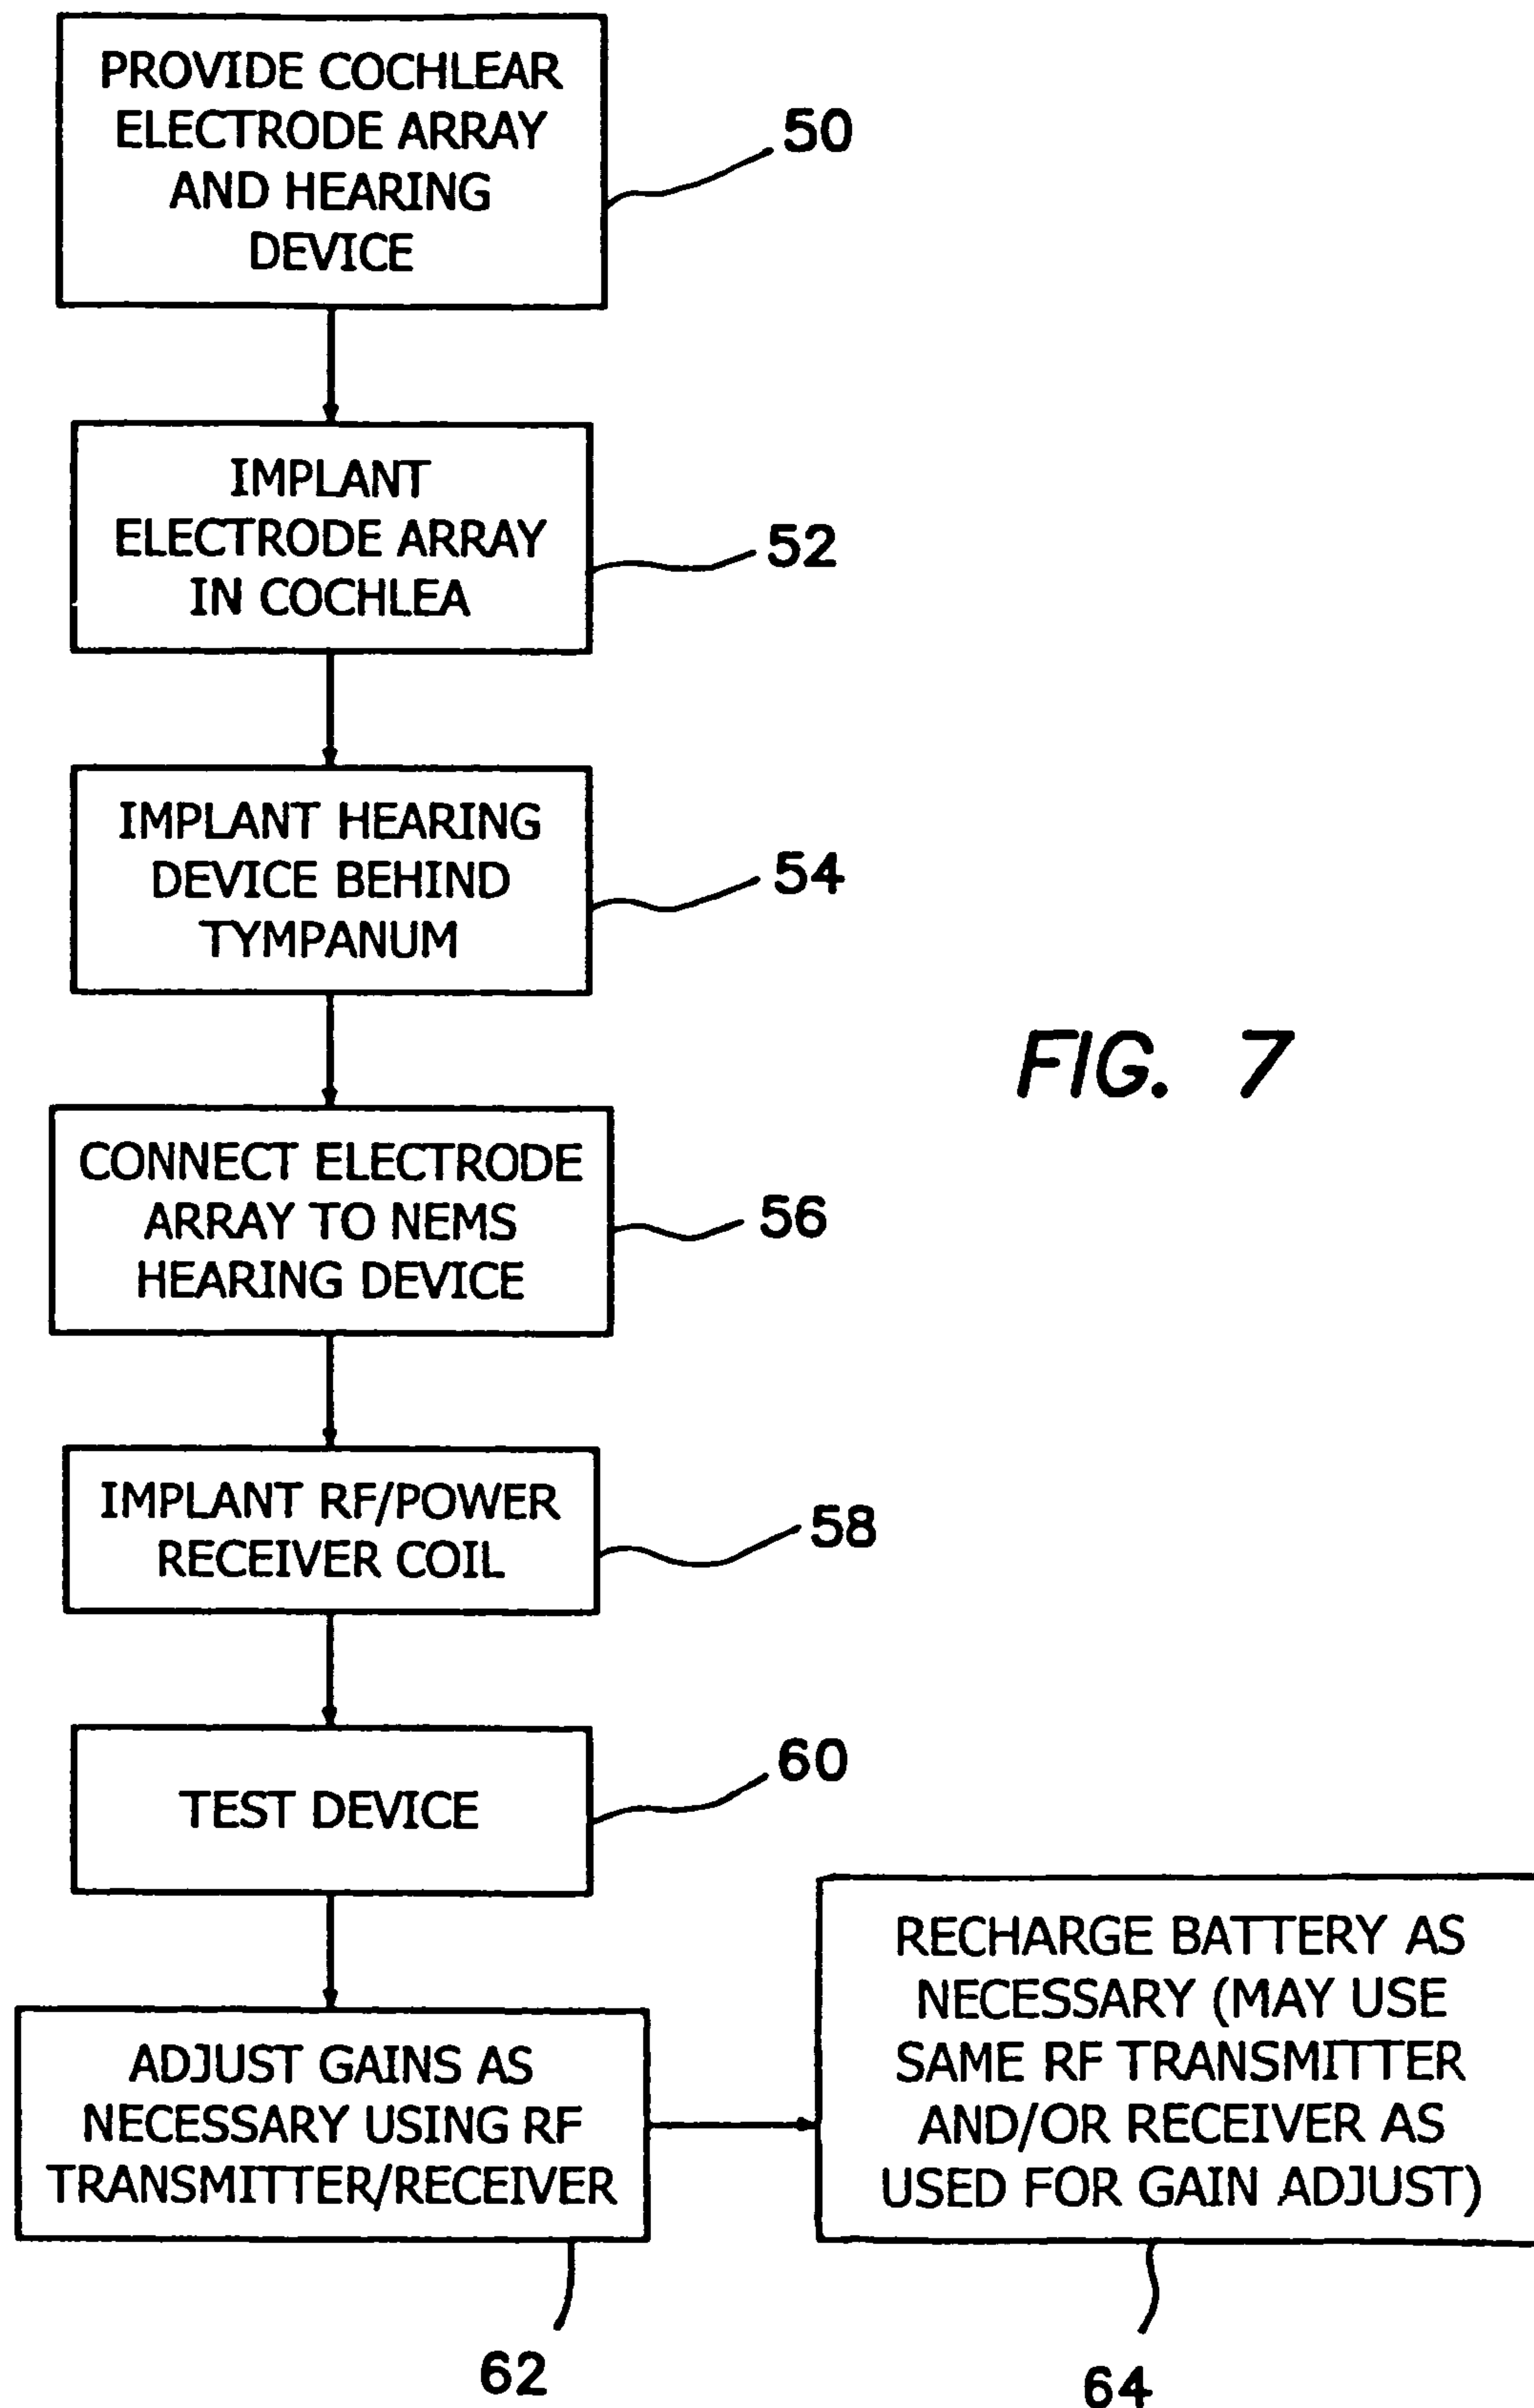 PROVIDE COCHLEAR
ELECTRODE ARRAY
AND HEARING
DEVICE
50
IMPLANT
ELECTRODE ARRAY
IN COCHLEA
52
IMPLANT HEARING
DEVICE BEHIND
TYMPANUM
54
FIG. 7
CONNECT ELECTRODE
ARRAY TO NEMS
HEARING DEVICE
56
IMPLANT RF/POWER
RECEIVER COIL
58
TEST DEVICE
60
ADJUST GAINS AS
NECESSARY USING RF
TRANSMITTER/RECEIVER
62
RECHARGE BATTERY AS
NECESSARY (MAY USE
SAME RF TRANSMITTER
AND/OR RECEIVER AS
USED FOR GAIN ADJUST)
64